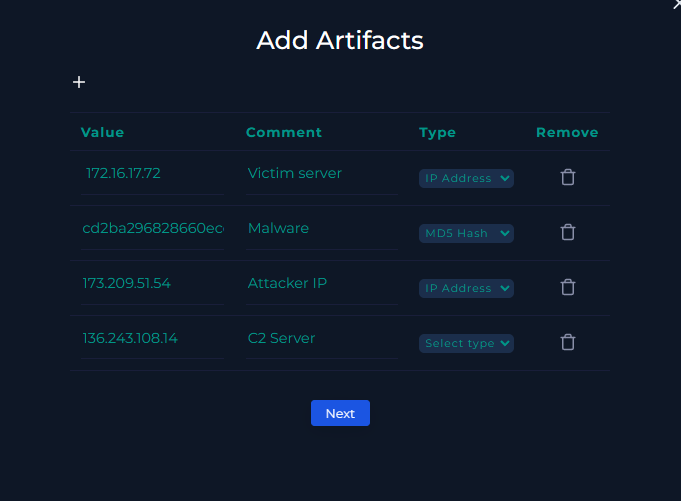 Add Artifacts
+
Value Comment Type Remove
172.16.17.72 Victim server IP Address
cd2ba296828660ec Malware MD5 Hash
173.209.51.54 Attacker IP IP Address
136.243.108.14 C2 Server Select type
Next